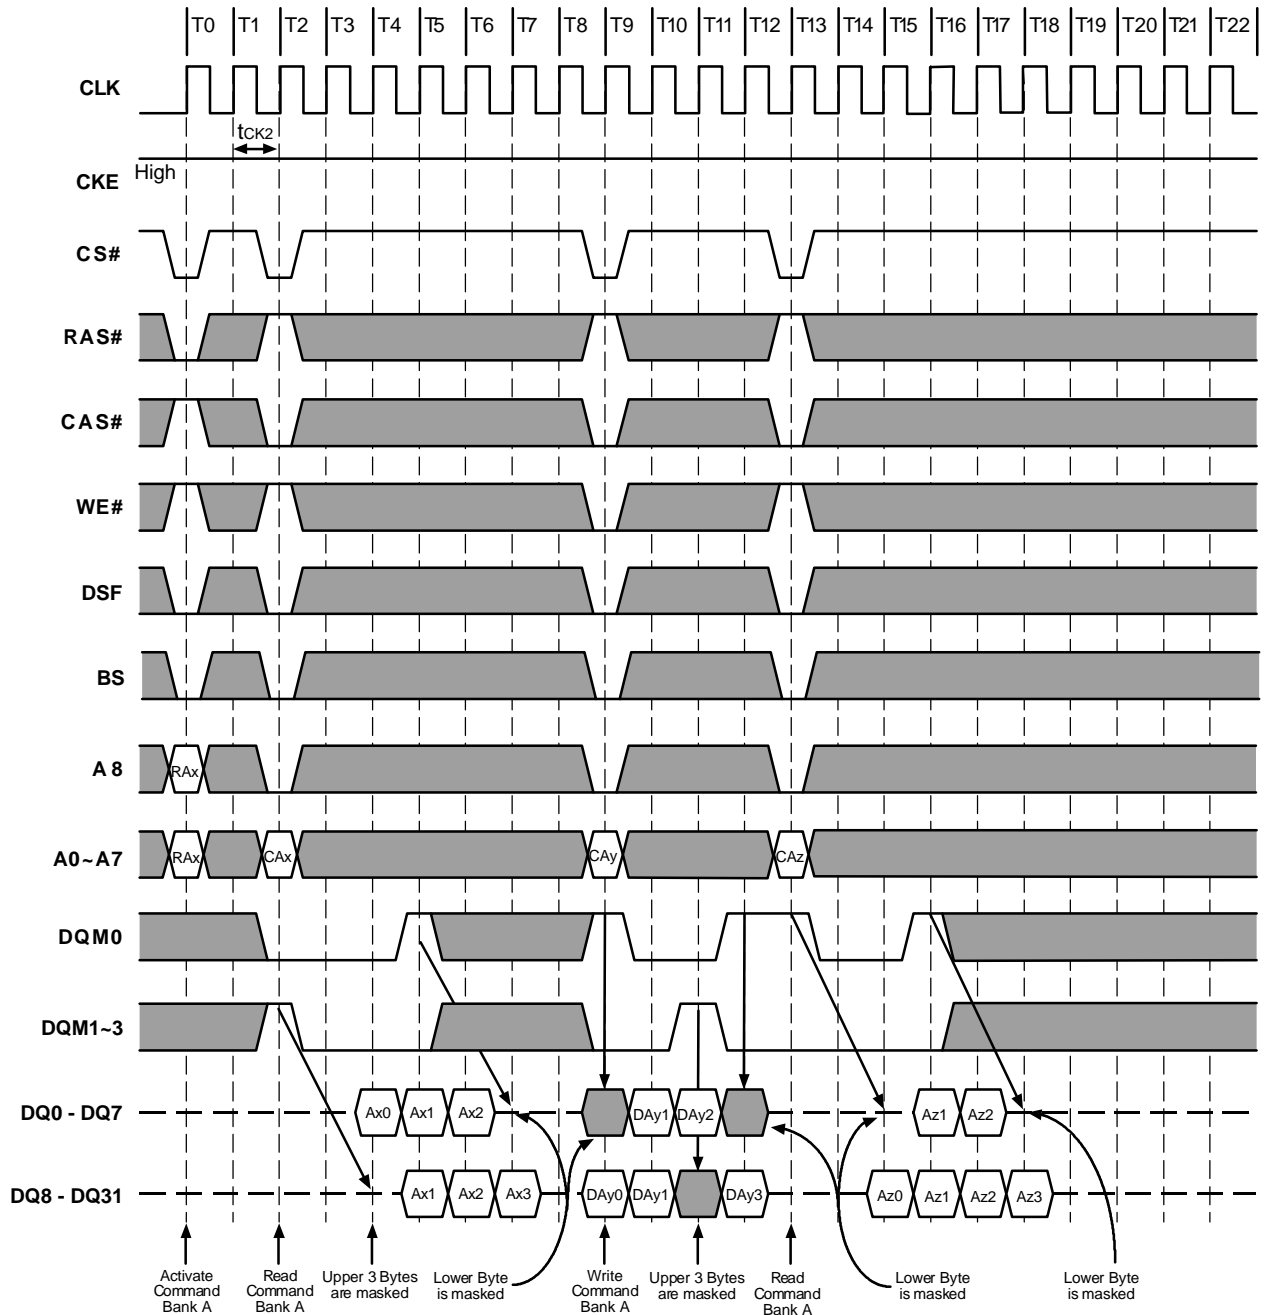 T0 T1 T2 T3 T4 T5 T6 T7 T8 T9 T10 T11 T12 T13 T14 T15 T16 T17 T18 T19 T20 T21 T22
CLK
tCK2
High
CKE
CS#
RAS#
CAS#
WE#
DSF
BS
A8
RAx
A0~A7
RAx CAx CAy CAz
DQM0
DQM1~3
DQ0 - DQ7
Ax0 Ax1 Ax2 DAy1 DAy2 Az1 Az2
DQ8 - DQ31
Ax1 Ax2 Ax3 DAy0 DAy1 DAy3 Az0 Az1 Az2 Az3
Activate
Command
Bank A
Read
Command
Bank A
Upper 3 Bytes
are masked
Lower Byte
is masked
Write
Command
Bank A
Upper 3 Bytes
are masked
Read
Command
Bank A
Lower Byte
is masked
Lower Byte
is masked